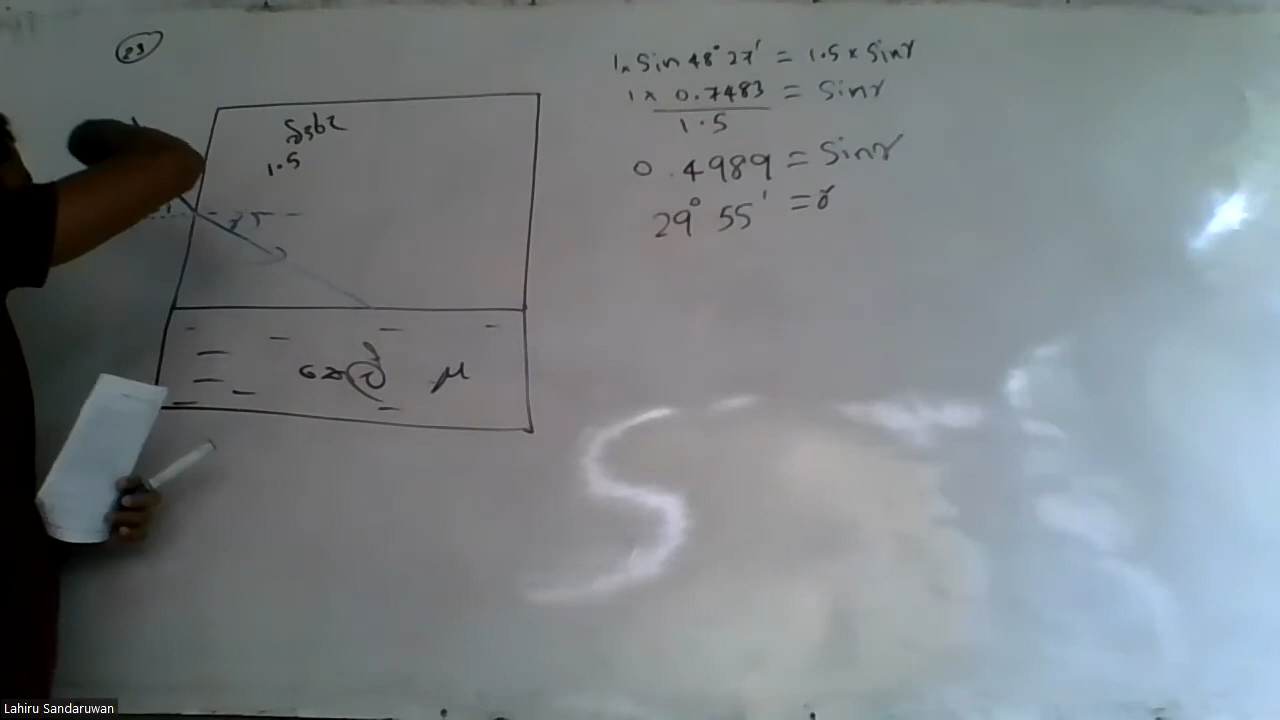 23
1 × Sin 48° 27' = 1.5 × Sin r
1 × 0.7483 = Sin r
1.5
0.4989 = Sin r
29° 55' = r
1.5
μ
Lahiru Sandaruwan